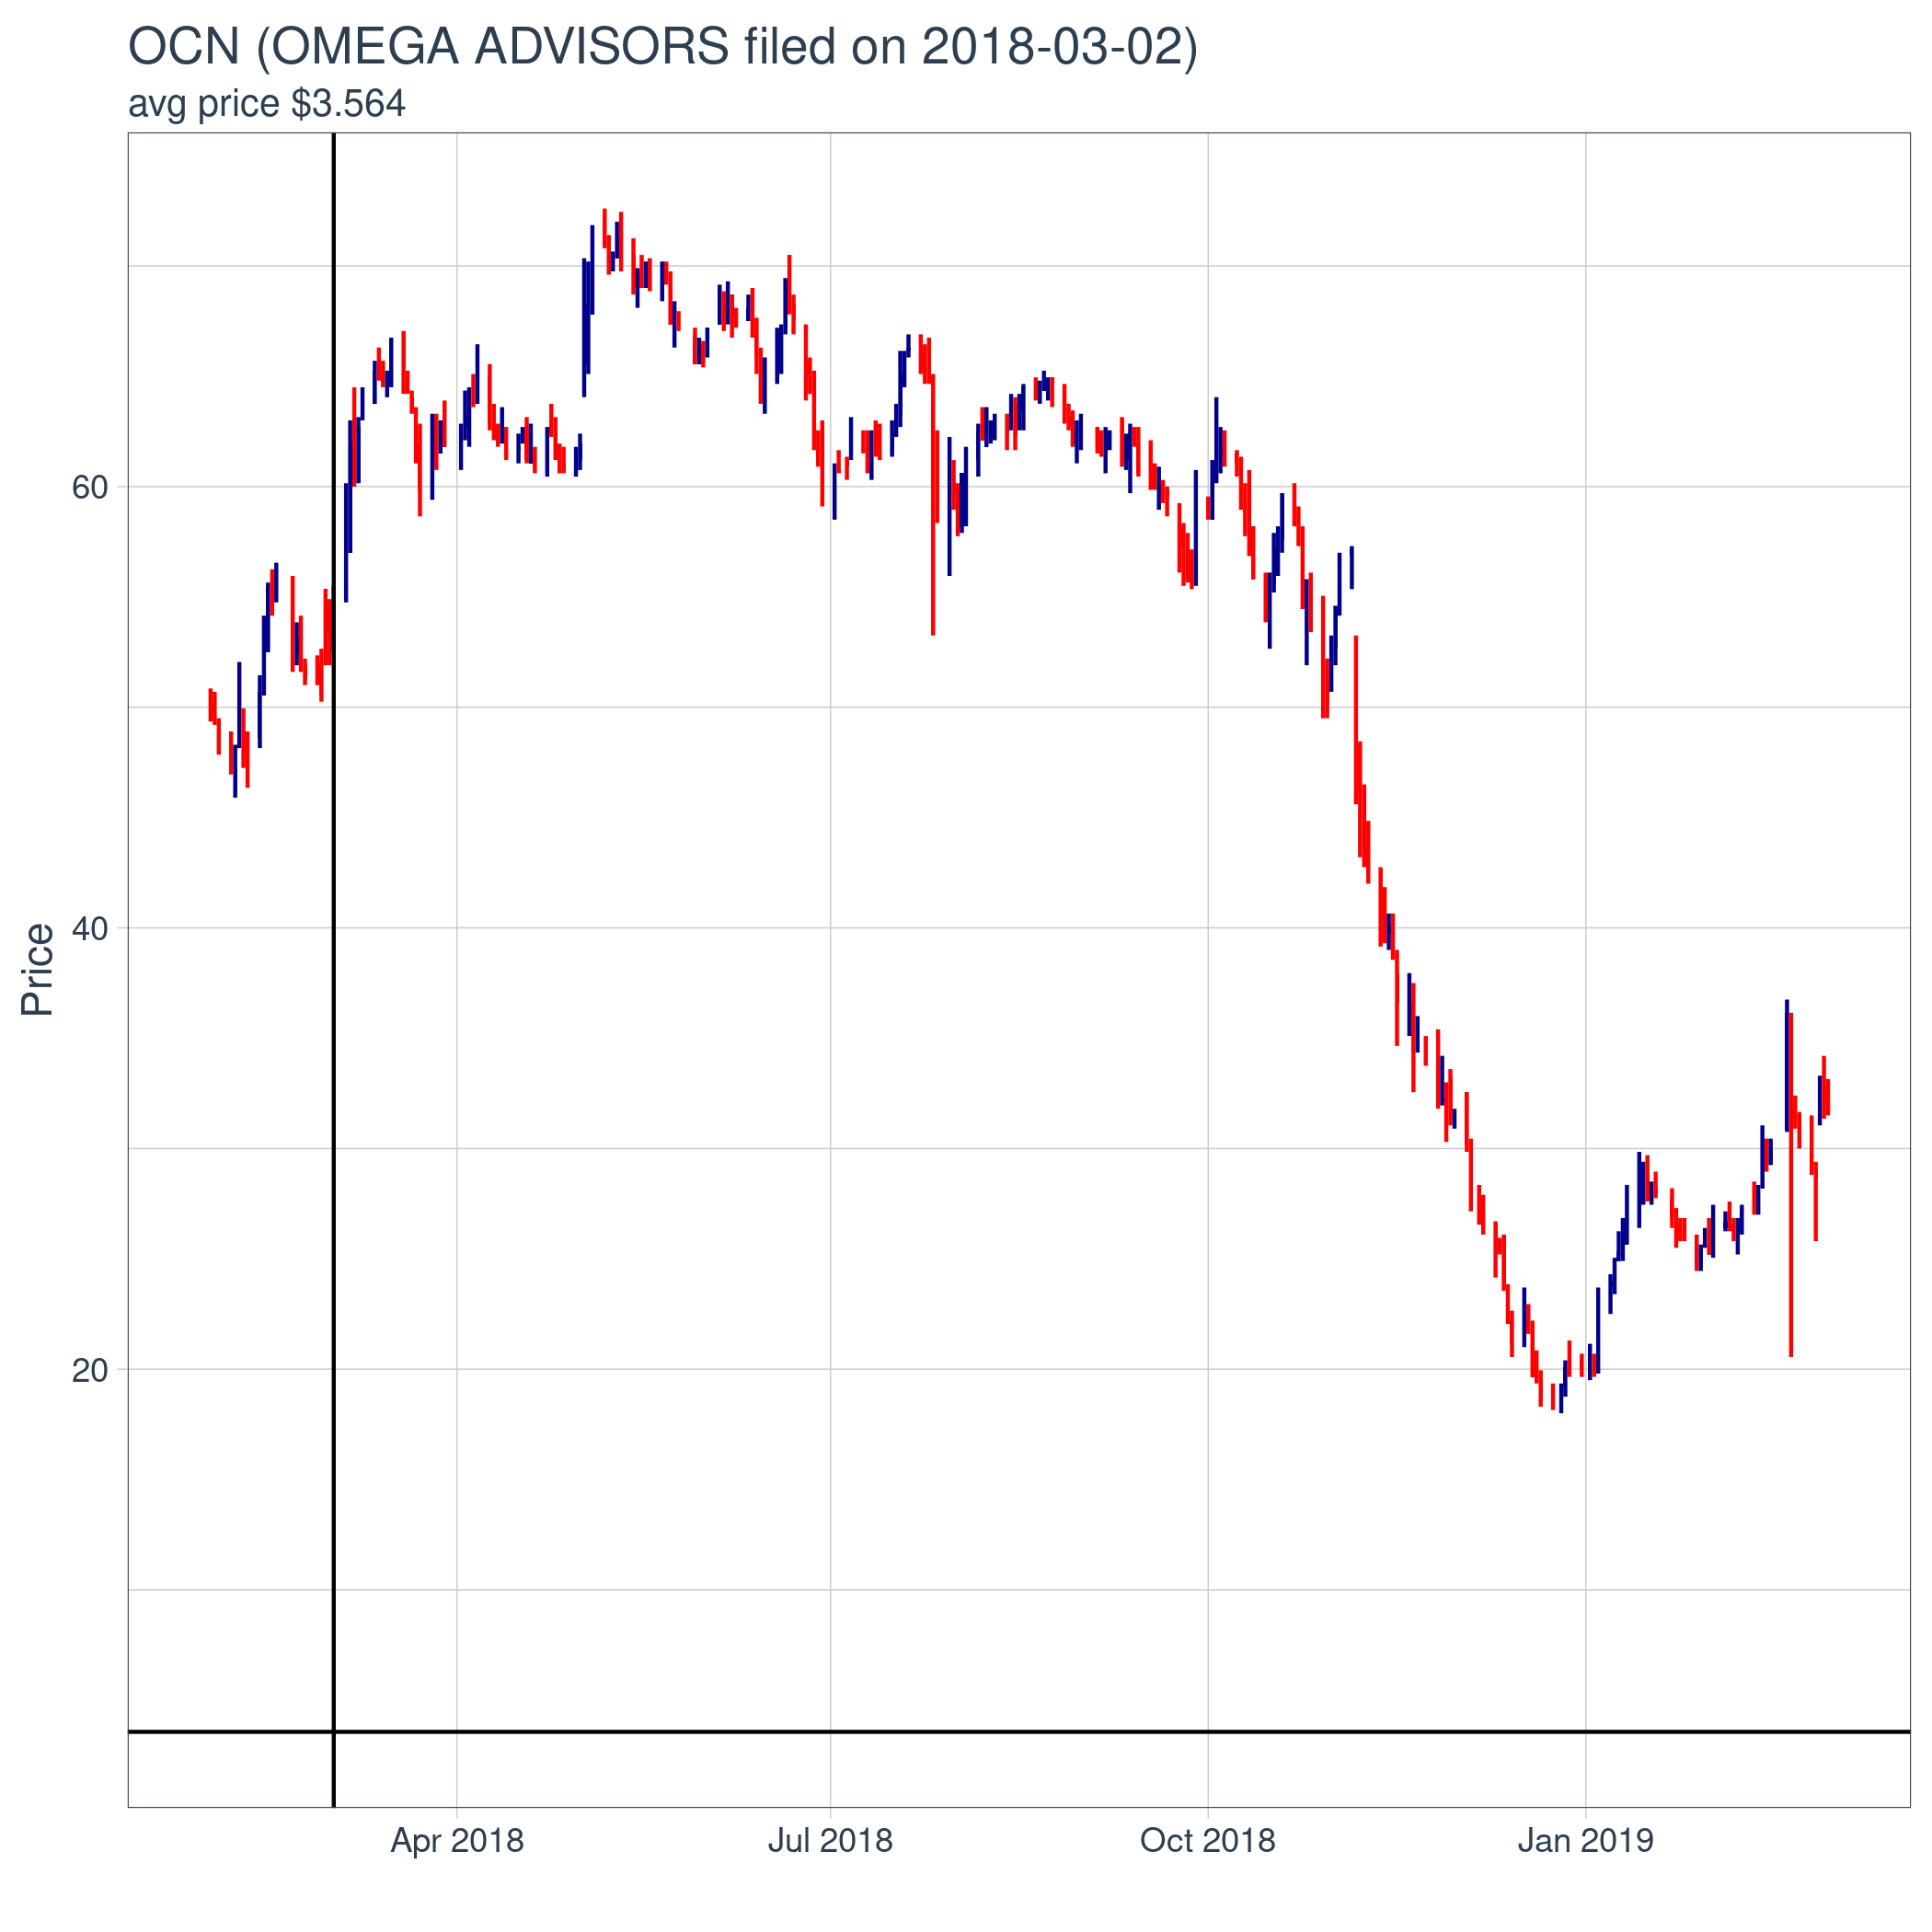 OCN (OMEGA ADVISORS filed on 2018-03-02)
avg price $3.564
Price
60
40
20
Apr 2018
Jul 2018
Oct 2018
Jan 2019